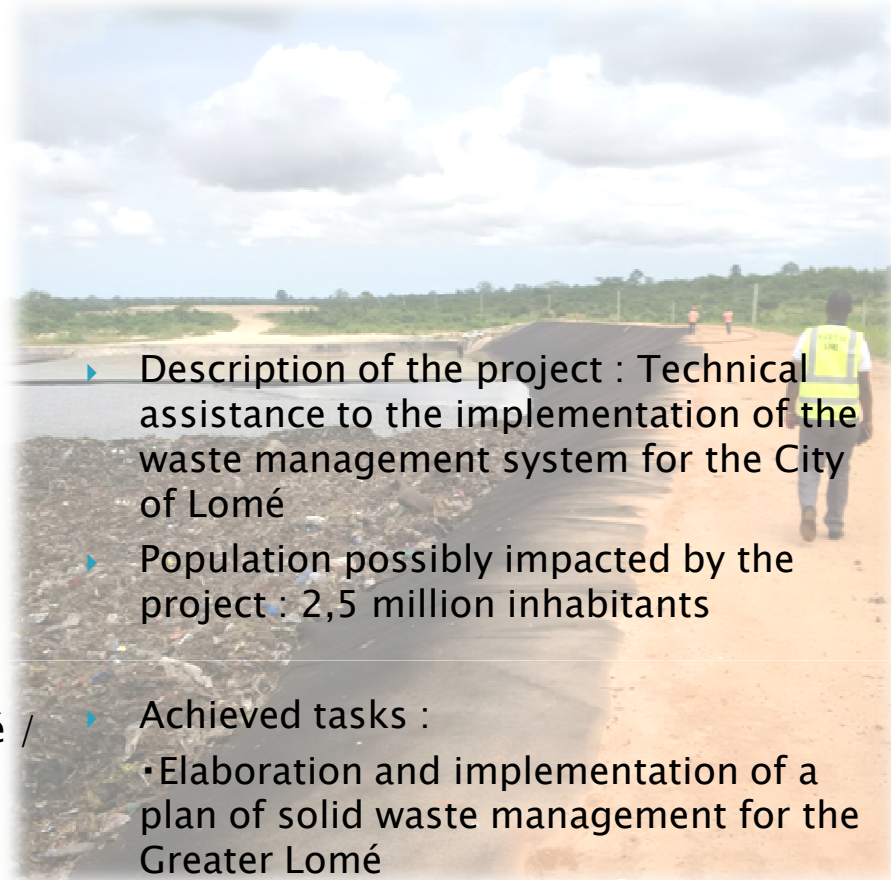 Description of the project : Technical
assistance to the implementation of the
waste management system for the City
of Lomé
Population possibly impacted by the
project : 2,5 million inhabitants
é /
Achieved tasks :
▪Elaboration and implementation of a
plan of solid waste management for the
Greater Lomé